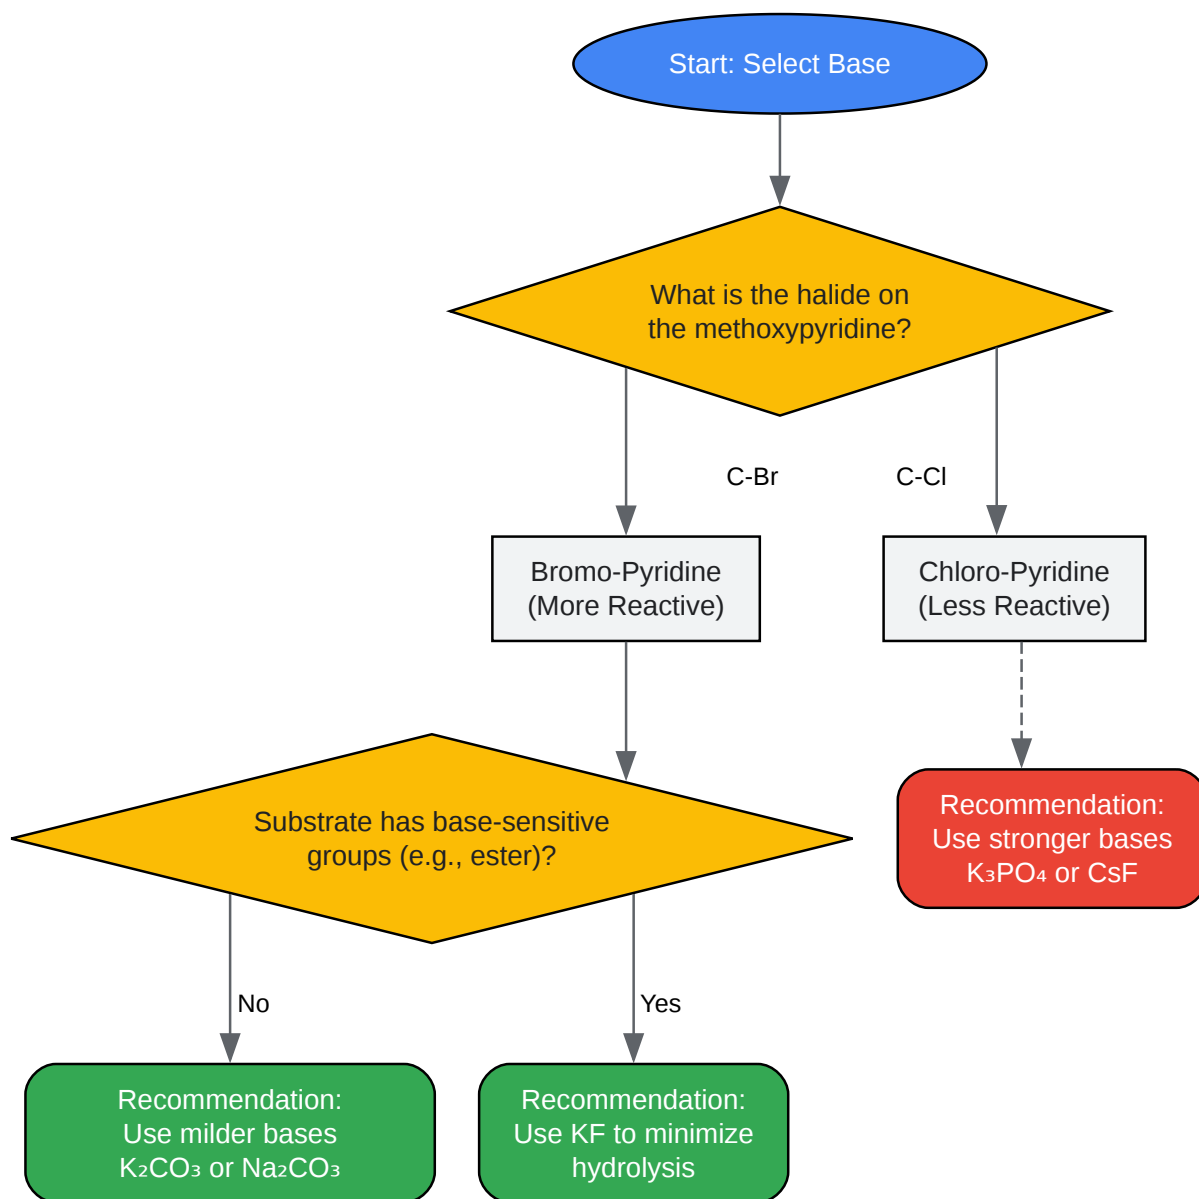 Start: Select Base
What is the halide on
the methoxypyridine?
C-Br
C-Cl
Bromo-Pyridine
(More Reactive)
Chloro-Pyridine
(Less Reactive)
Substrate has base-sensitive
groups (e.g., ester)?
Recommendation:
Use stronger bases
K₃PO₄ or CsF
No
Yes
Recommendation:
Use milder bases
K₂CO₃ or Na₂CO₃
Recommendation:
Use KF to minimize
hydrolysis